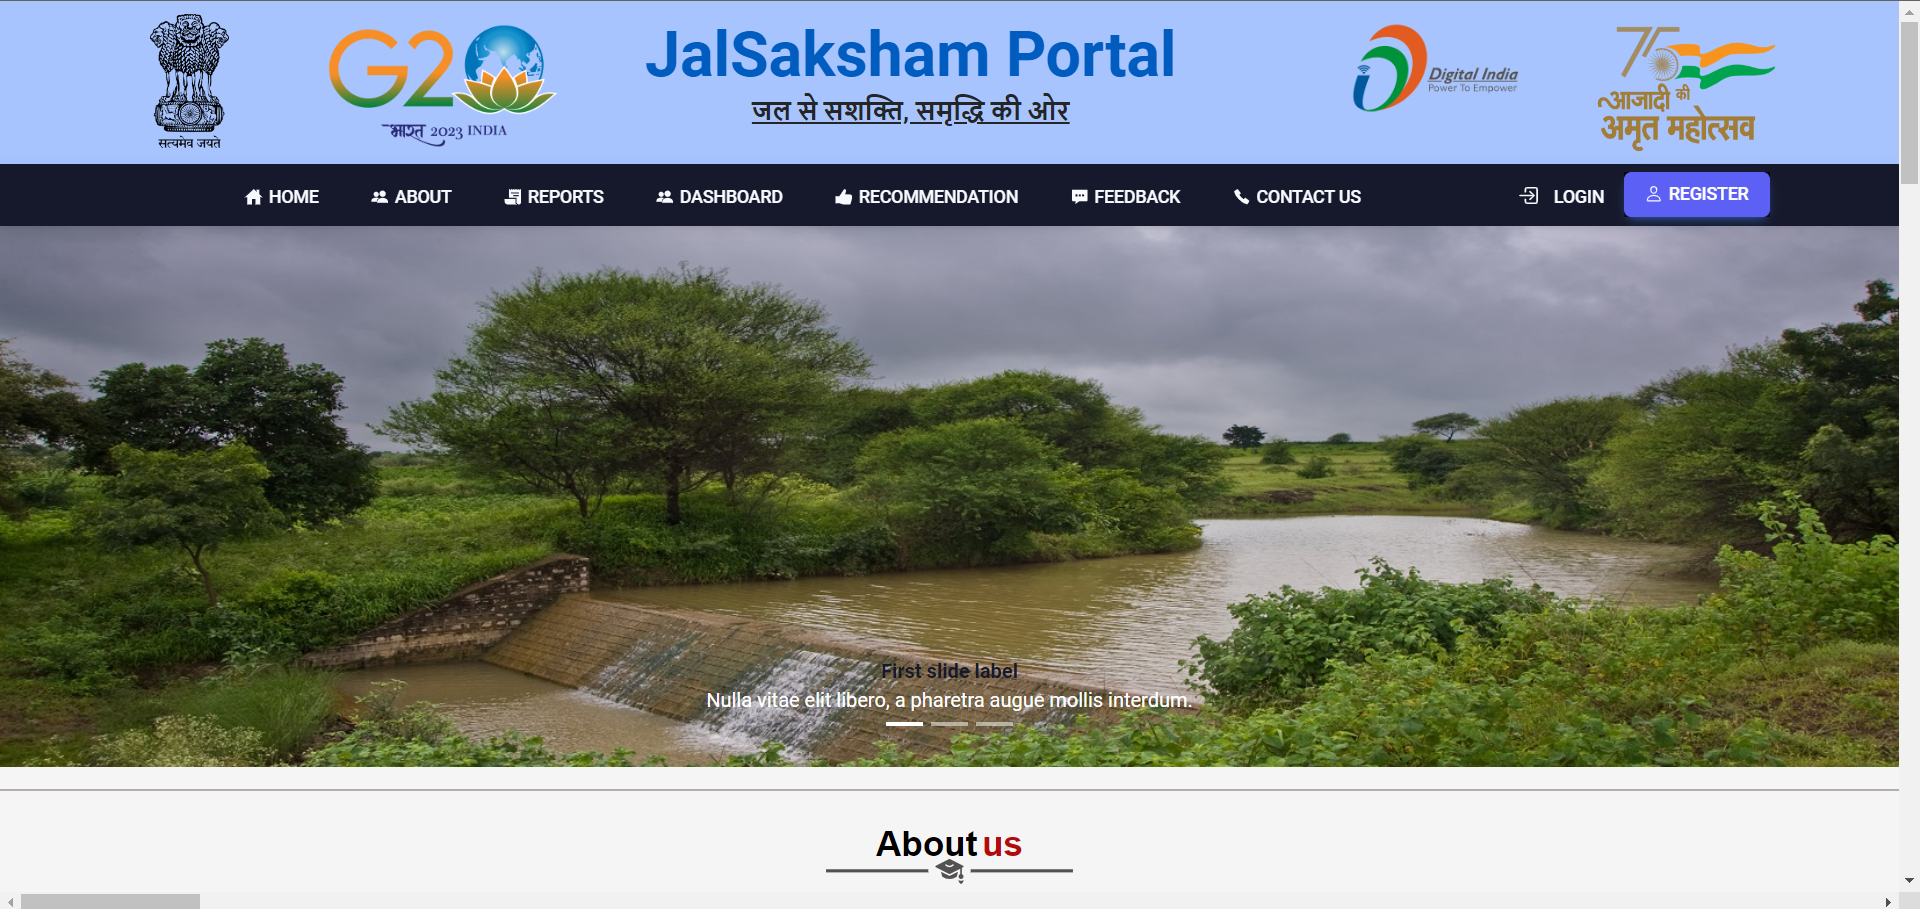 सत्यमेव जयते
G20
भारत 2023 INDIA
JalSaksham Portal
जल से सशक्ति, समृद्धि की ओर
Digital India
Power To Empower
75
आजादी का
अमृत महोत्सव
HOME
ABOUT
REPORTS
DASHBOARD
RECOMMENDATION
FEEDBACK
CONTACT US
LOGIN
REGISTER
First slide label
Nulla vitae elit libero, a pharetra augue mollis interdum.
About us